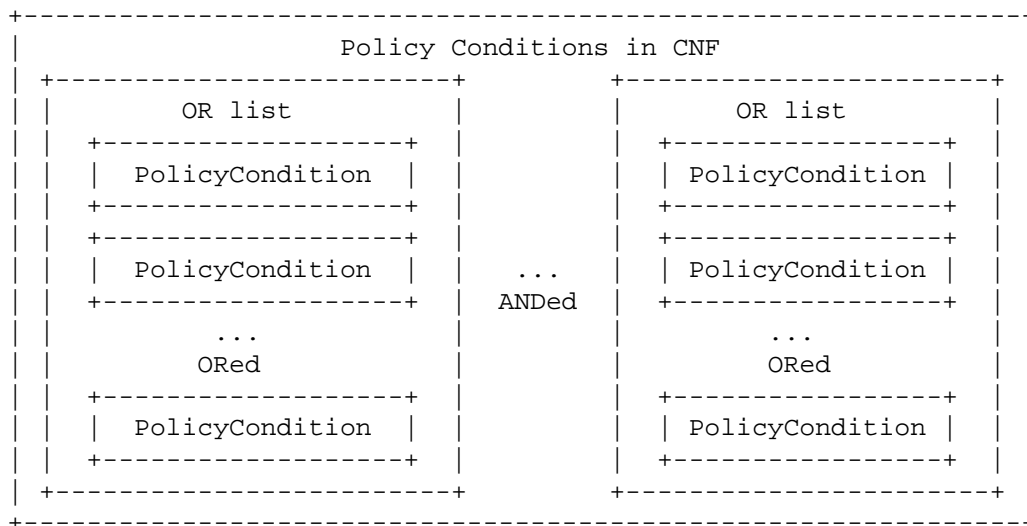 Policy Conditions in CNF
OR list OR list
PolicyCondition PolicyCondition
PolicyCondition ... PolicyCondition
ANDed
... ...
ORed ORed
PolicyCondition PolicyCondition